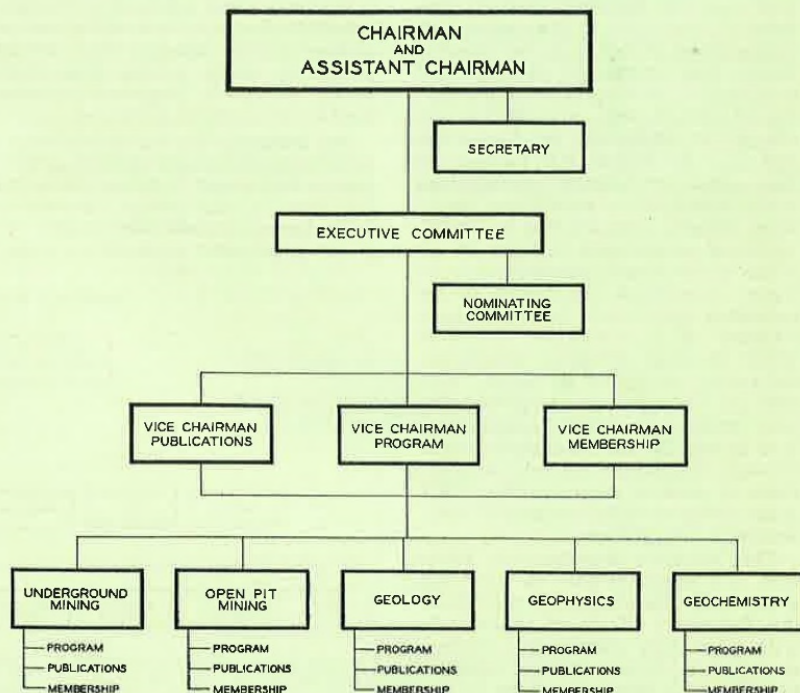 CHAIRMAN
AND
ASSISTANT CHAIRMAN
SECRETARY
EXECUTIVE COMMITTEE
NOMINATING
COMMITTEE
VICE CHAIRMAN
PUBLICATIONS
VICE CHAIRMAN
PROGRAM
VICE CHAIRMAN
MEMBERSHIP
UNDERGROUND
MINING
PROGRAM
PUBLICATIONS
MEMBERSHIP
OPEN PIT
MINING
PROGRAM
PUBLICATIONS
MEMBERSHIP
GEOLOGY
PROGRAM
PUBLICATIONS
MEMBERSHIP
GEOPHYSICS
PROGRAM
PUBLICATIONS
MEMBERSHIP
GEOCHEMISTRY
PROGRAM
PUBLICATIONS
MEMBERSHIP